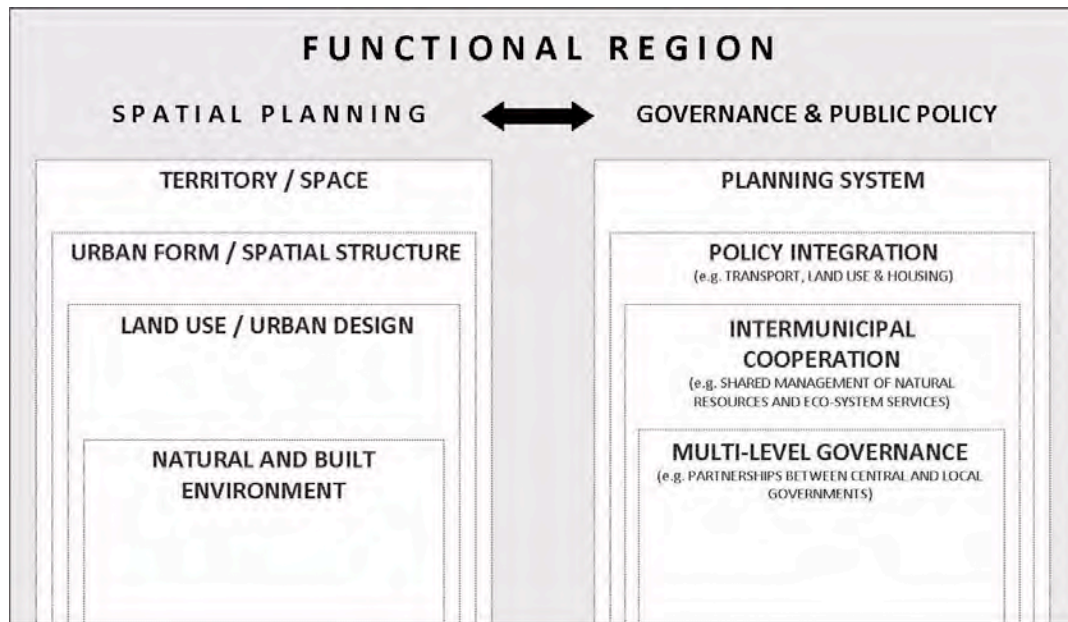 FUNCTIONAL REGION
SPATIAL PLANNING
GOVERNANCE & PUBLIC POLICY
TERRITORY / SPACE
URBAN FORM / SPATIAL STRUCTURE
LAND USE / URBAN DESIGN
NATURAL AND BUILT
ENVIRONMENT
PLANNING SYSTEM
POLICY INTEGRATION
(e.g. TRANSPORT, LAND USE & HOUSING)
INTERMUNICIPAL
COOPERATION
(e.g. SHARED MANAGEMENT OF NATURAL
RESOURCES AND ECO-SYSTEM SERVICES)
MULTI-LEVEL GOVERNANCE
(e.g. PARTNERSHIPS BETWEEN CENTRAL AND LOCAL
GOVERNMENTS)